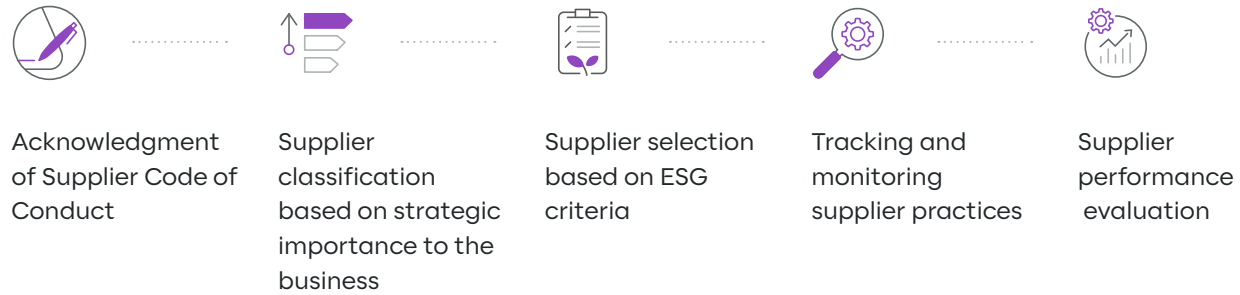 Acknowledgment
of Supplier Code of
Conduct
Supplier
classification
based on strategic
importance to the
business
Supplier selection
based on ESG
criteria
Tracking and
monitoring
supplier practices
Supplier
performance
evaluation